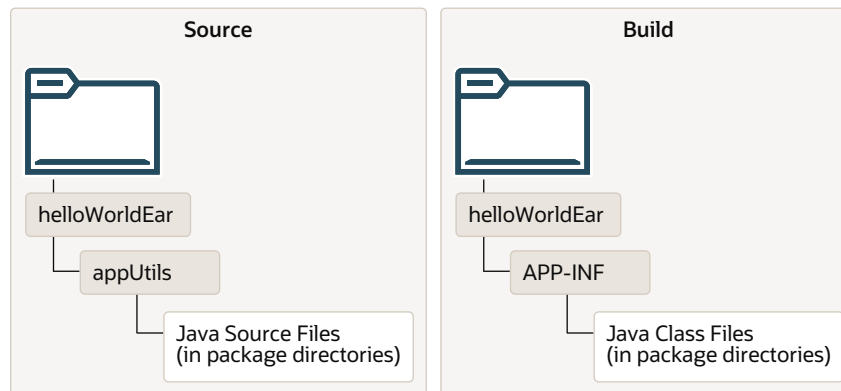 Source
helloWorldEar
appUtils
Java Source Files
(in package directories)
Build
helloWorldEar
APP-INF
Java Class Files
(in package directories)